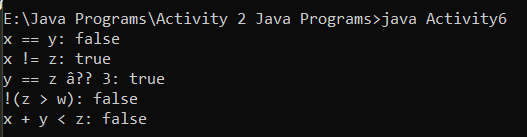 E:\Java Programs\Activity 2 Java Programs>java Activity6
x == y: false
x != z: true
y == z â?? 3: true
!(z > w): false
x + y < z: false